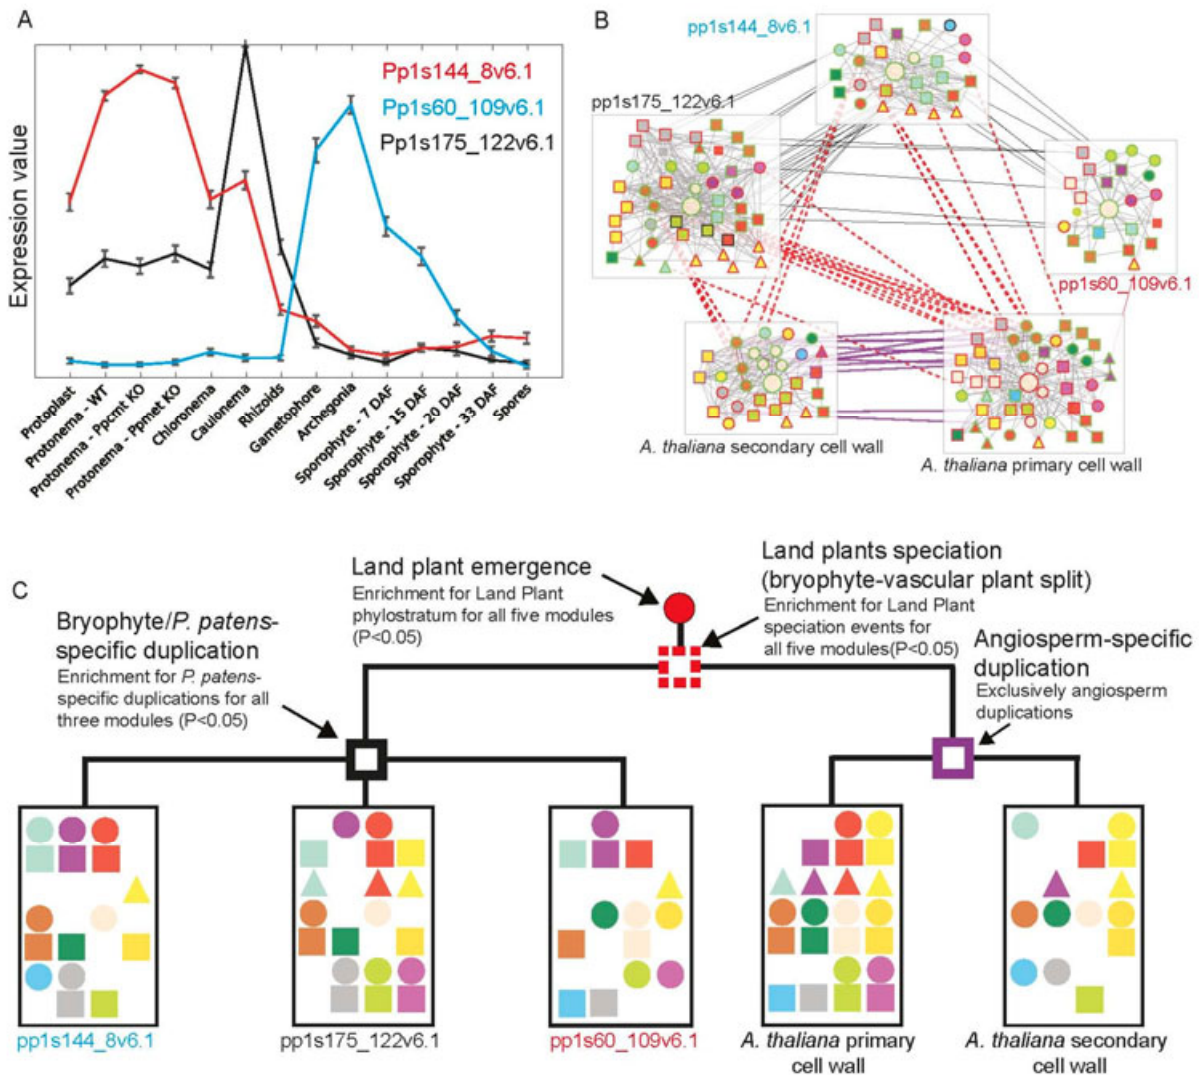 A
Expression value
Pp1s144_8v6.1
Pp1s60_109v6.1
Pp1s175_122v6.1
Protoplast
Protonema - WT
Protonema - Ppcmt KO
Protonema - Ppmet KO
Chloronema
Caulonema
Rhizoids
Gametophore
Archegonia
Sporophyte - 7 DAF
Sporophyte - 15 DAF
Sporophyte - 20 DAF
Sporophyte - 33 DAF
Spores
B
pp1s144_8v6.1
pp1s175_122v6.1
pp1s60_109v6.1
A. thaliana secondary cell wall
A. thaliana primary cell wall
C
Land plant emergence
Enrichment for Land Plant
phylostratum for all five modules
(P<0.05)
Land plants speciation
(bryophyte-vascular plant split)
Enrichment for Land Plant
speciation events for
all five modules(P<0.05)
Bryophyte/P. patens-
specific duplication
Enrichment for P. patens-
specific duplications for all
three modules (P<0.05)
Angiosperm-specific
duplication
Exclusively angiosperm
duplications
pp1s144_8v6.1
pp1s175_122v6.1
pp1s60_109v6.1
A. thaliana primary
cell wall
A. thaliana secondary
cell wall